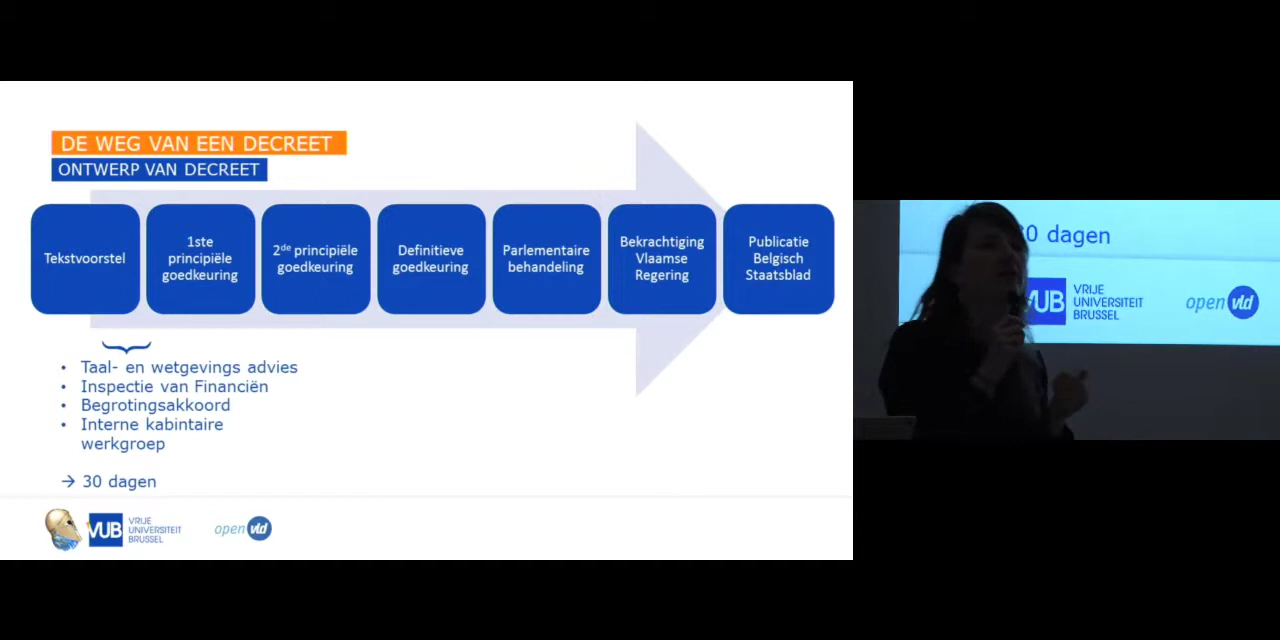 DE WEG VAN EEN DECREET
ONTWERP VAN DECREET
Tekstvoorstel
1ste
principiële
goedkeuring
2de principiële
goedkeuring
Definitieve
goedkeuring
Parlementaire
behandeling
Bekrachtiging
Vlaamse
Regering
Publicatie
Belgisch
Staatsblad
• Taal- en wetgevings advies
• Inspectie van Financiën
• Begrotingsakkoord
• Interne kabintaire
werkgroep
→ 30 dagen
VUB
VRIJE
UNIVERSITEIT
BRUSSEL
open vld
30 dagen
VUB
VRIJE
UNIVERSITEIT
BRUSSEL
open vld